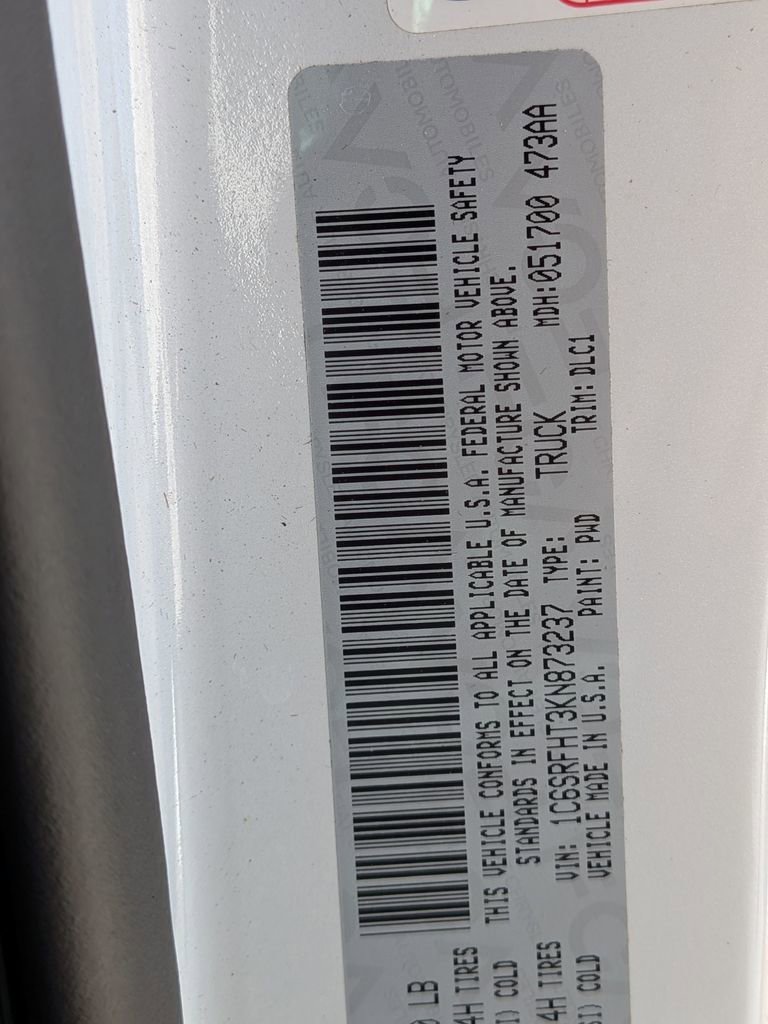 LB
4H TIRES
COLD
4H TIRES
COLD
THIS VEHICLE CONFORMS TO ALL APPLICABLE U.S.A. FEDERAL MOTOR VEHICLE SAFETY
STANDARDS IN EFFECT ON THE DATE OF MANUFACTURE SHOWN ABOVE.
VIN: 1C6SRFHT3KN873237 TYPE: TRUCK MDH:051700 473AA
VEHICLE MADE IN U.S.A. PAINT: PWD TRIM: DLC1